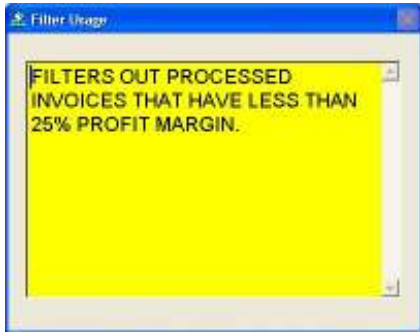 Filter Usage
FILTERS OUT PROCESSED
INVOICES THAT HAVE LESS THAN
25% PROFIT MARGIN.